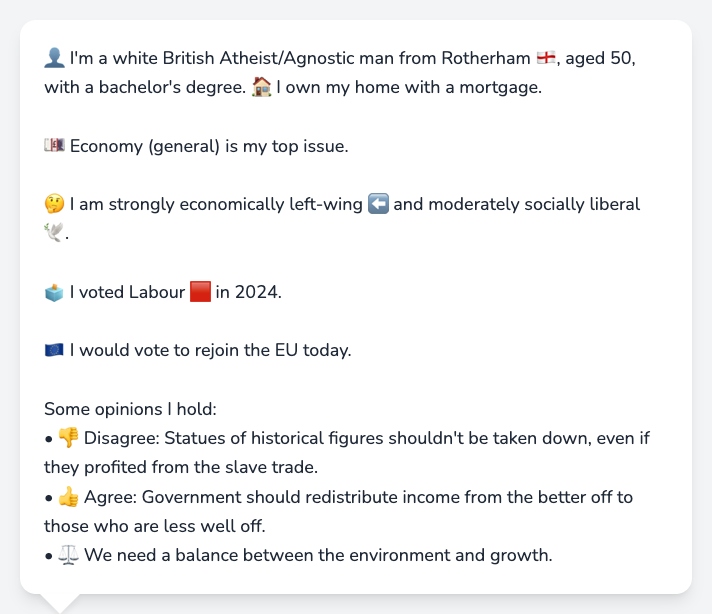 👤 I'm a white British Atheist/Agnostic man from Rotherham 🏴󠁧󠁢󠁥󠁮󠁧󠁿, aged 50,
with a bachelor's degree. 🏠 I own my home with a mortgage.
💷 Economy (general) is my top issue.
🤔 I am strongly economically left-wing ⬅️ and moderately socially liberal
🕊️.
🗳️ I voted Labour 🟥 in 2024.
🇪🇺 I would vote to rejoin the EU today.
Some opinions I hold:
• 👎 Disagree: Statues of historical figures shouldn't be taken down, even if
they profited from the slave trade.
• 👍 Agree: Government should redistribute income from the better off to
those who are less well off.
• ⚖️ We need a balance between the environment and growth.